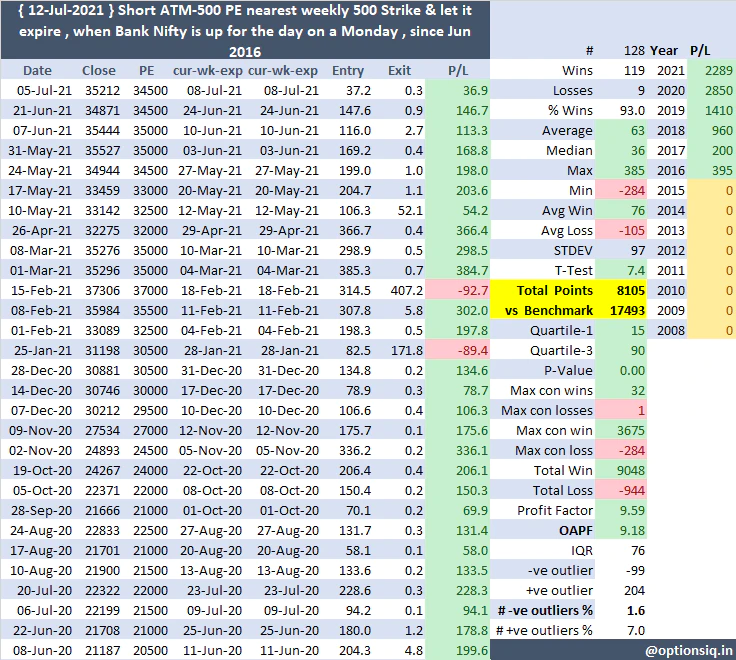 { 12-Jul-2021 } Short ATM-500 PE nearest weekly 500 Strike & let it
expire , when Bank Nifty is up for the day on a Monday , since Jun
2016
Date Close PE cur-wk-exp cur-wk-exp Entry Exit P/L
05-Jul-21 35212 34500 08-Jul-21 08-Jul-21 37.2 0.3 36.9
21-Jun-21 34871 34500 24-Jun-21 24-Jun-21 147.6 0.9 146.7
07-Jun-21 35444 35000 10-Jun-21 10-Jun-21 116.0 2.7 113.3
31-May-21 35527 35000 03-Jun-21 03-Jun-21 169.2 0.4 168.8
24-May-21 34944 34500 27-May-21 27-May-21 199.0 1.0 198.0
17-May-21 33459 33000 20-May-21 20-May-21 204.7 1.1 203.6
10-May-21 33142 32500 12-May-21 12-May-21 106.3 52.1 54.2
26-Apr-21 32275 32000 29-Apr-21 29-Apr-21 366.7 0.4 366.4
08-Mar-21 35276 35000 10-Mar-21 10-Mar-21 298.9 0.5 298.5
01-Mar-21 35296 35000 04-Mar-21 04-Mar-21 385.3 0.7 384.7
15-Feb-21 37306 37000 18-Feb-21 18-Feb-21 314.5 407.2 -92.7
08-Feb-21 35984 35500 11-Feb-21 11-Feb-21 307.8 5.8 302.0
01-Feb-21 33089 32500 04-Feb-21 04-Feb-21 198.3 0.5 197.8
25-Jan-21 31198 30500 28-Jan-21 28-Jan-21 82.5 171.8 -89.4
28-Dec-20 30881 30500 31-Dec-20 31-Dec-20 134.8 0.2 134.6
14-Dec-20 30746 30000 17-Dec-20 17-Dec-20 78.9 0.3 78.7
07-Dec-20 30212 29500 10-Dec-20 10-Dec-20 106.6 0.4 106.3
09-Nov-20 27534 27000 12-Nov-20 12-Nov-20 175.7 0.1 175.6
02-Nov-20 24893 24500 05-Nov-20 05-Nov-20 336.2 0.2 336.1
19-Oct-20 24267 24000 22-Oct-20 22-Oct-20 206.4 0.4 206.1
05-Oct-20 22371 22000 08-Oct-20 08-Oct-20 150.4 0.2 150.3
28-Sep-20 21666 21000 01-Oct-20 01-Oct-20 70.1 0.2 69.9
24-Aug-20 22833 22500 27-Aug-20 27-Aug-20 131.7 0.3 131.4
17-Aug-20 21701 21000 20-Aug-20 20-Aug-20 58.1 0.1 58.0
10-Aug-20 21900 21500 13-Aug-20 13-Aug-20 133.6 0.2 133.5
20-Jul-20 22322 22000 23-Jul-20 23-Jul-20 228.6 0.3 228.3
06-Jul-20 22199 21500 09-Jul-20 09-Jul-20 94.2 0.1 94.1
22-Jun-20 21708 21000 25-Jun-20 25-Jun-20 180.0 1.2 178.8
08-Jun-20 21187 20500 11-Jun-20 11-Jun-20 204.3 4.8 199.6
# 128 Year P/L
Wins 119 2021 2289
Losses 9 2020 2850
% Wins 93.0 2019 1410
Average 63 2018 960
Median 36 2017 200
Max 385 2016 395
Min -284 2015 0
Avg Win 76 2014 0
Avg Loss -105 2013 0
STDEV 97 2012 0
T-Test 7.4 2011 0
Total Points 8105 2010 0
vs Benchmark 17493 2009 0
Quartile-1 15 2008 0
Quartile-3 90
P-Value 0.00
Max con wins 32
Max con losses 1
Max con win 3675
Max con loss -284
Total Win 9048
Total Loss -944
Profit Factor 9.59
OAPF 9.18
IQR 76
-ve outlier -99
+ve outlier 204
# -ve outliers % 1.6
# +ve outliers % 7.0
@optionsiq.in